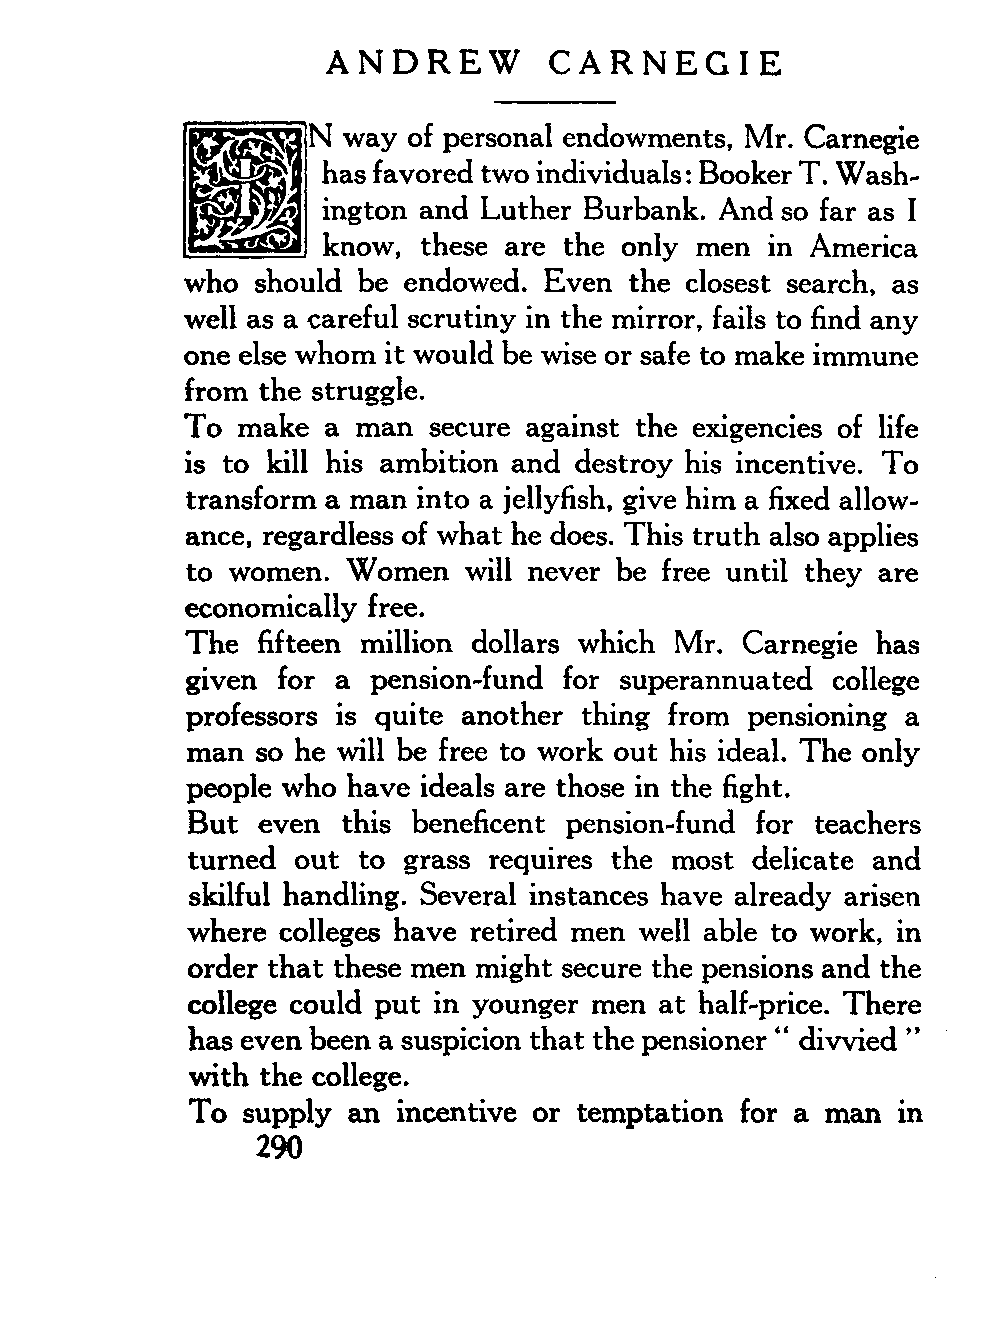 ANDREW CARNEGIE
IN way of personal endowments, Mr. Carnegie
has favored two individuals: Booker T. Wash-
ington and Luther Burbank. And so far as I
know, these are the only men in America
who should be endowed. Even the closest search, as
well as a careful scrutiny in the mirror, fails to find any
one else whom it would be wise or safe to make immune
from the struggle.
To make a man secure against the exigencies of life
is to kill his ambition and destroy his incentive. To
transform a man into a jellyfish, give him a fixed allow-
ance, regardless of what he does. This truth also applies
to women. Women will never be free until they are
economically free.
The fifteen million dollars which Mr. Carnegie has
given for a pension-fund for superannuated college
professors is quite another thing from pensioning a
man so he will be free to work out his ideal. The only
people who have ideals are those in the fight.
But even this beneficent pension-fund for teachers
turned out to grass requires the most delicate and
skilful handling. Several instances have already arisen
where colleges have retired men well able to work, in
order that these men might secure the pensions and the
college could put in younger men at half-price. There
has even been a suspicion that the pensioner “ divvied ”
with the college.
To supply an incentive or temptation for a man in
290